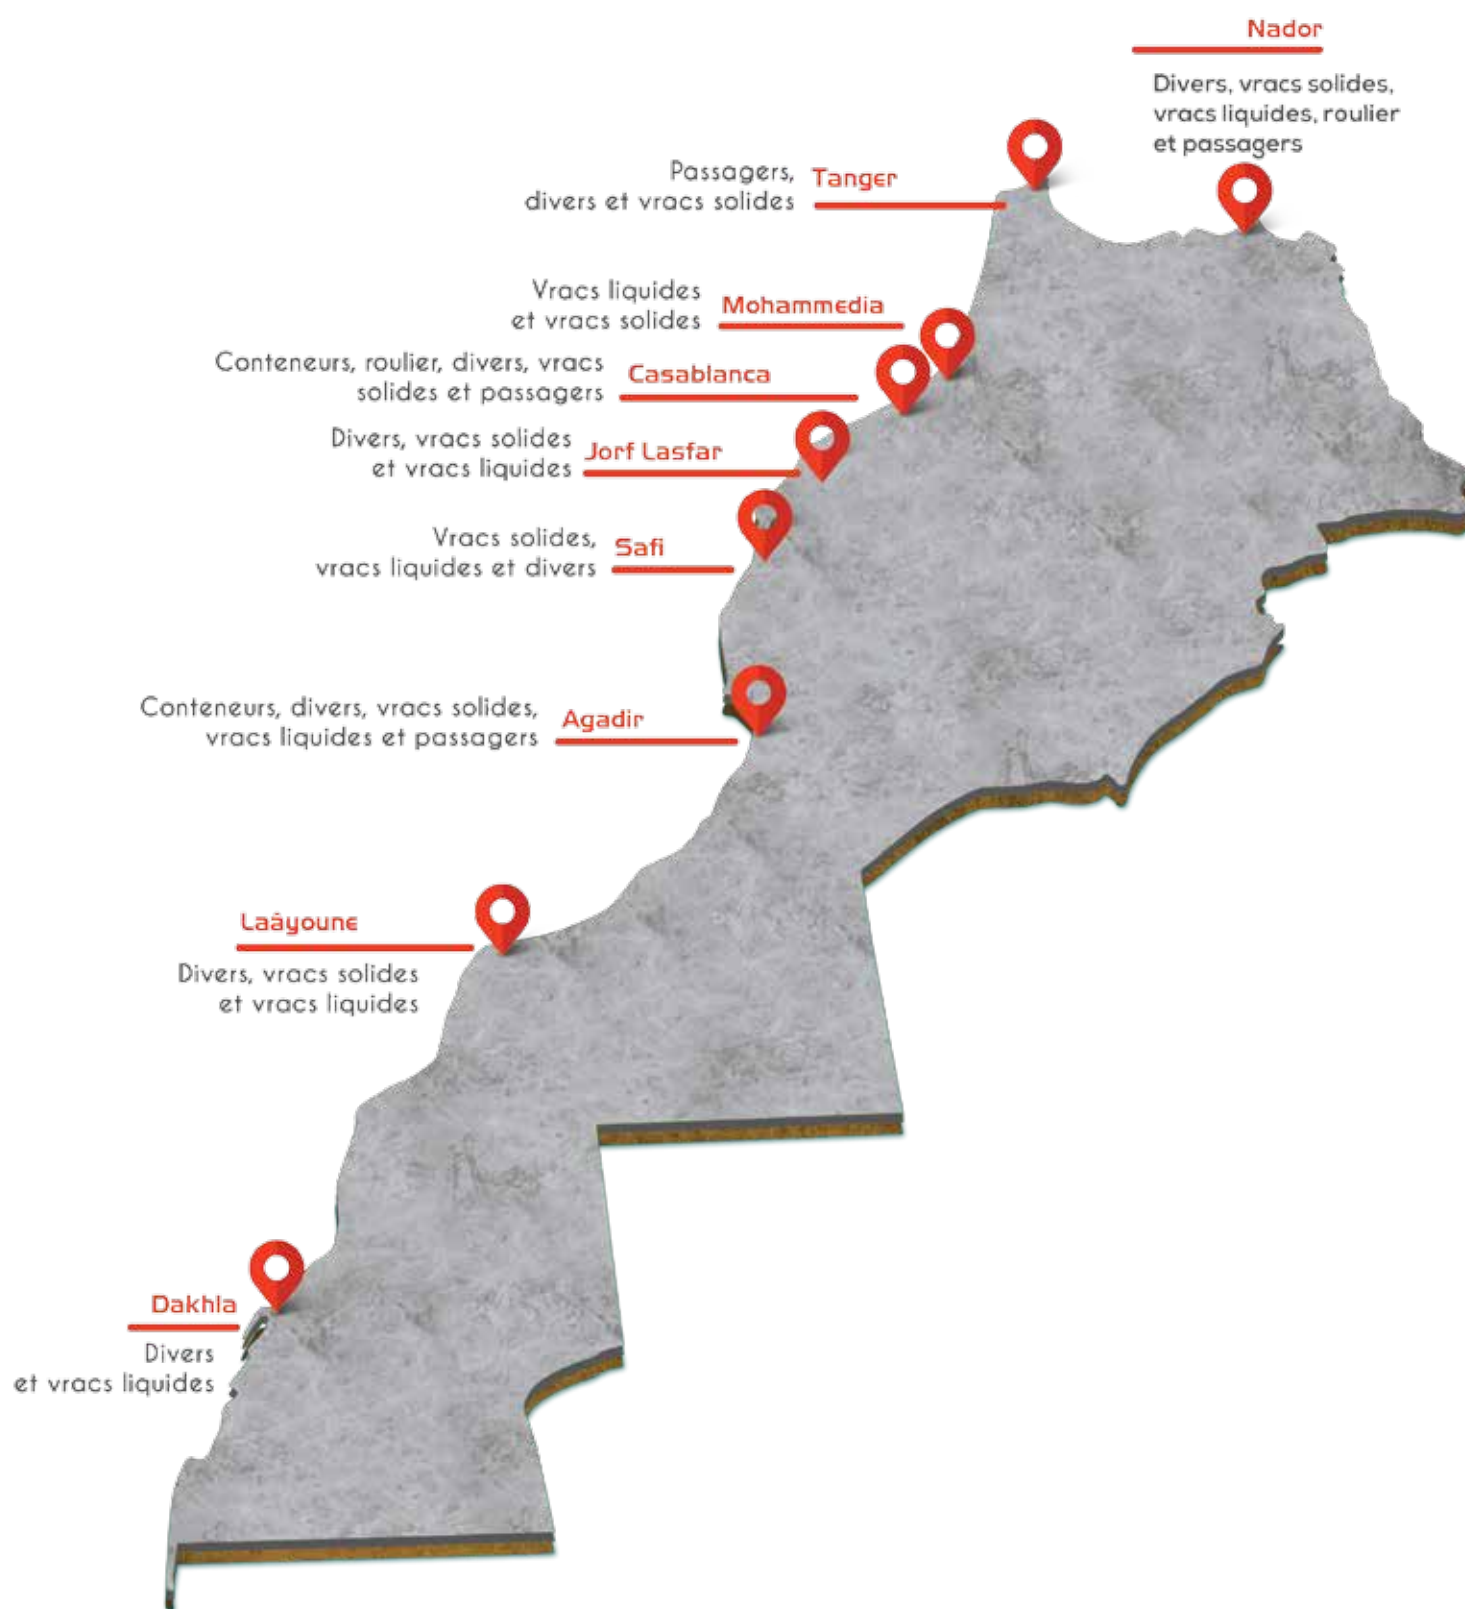 Nador
Divers, vracs solides,
vracs liquides, roulier
et passagers
Passagers,
divers et vracs solides
Tanger
Vracs liquides
et vracs solides
Mohammedia
Conteneurs, roulier, divers, vracs
solides et passagers
Casablanca
Divers, vracs solides
et vracs liquides
Jorf Lasfar
Vracs solides,
vracs liquides et divers
Safi
Conteneurs, divers, vracs solides,
vracs liquides et passagers
Agadir
Laâyoune
Divers, vracs solides
et vracs liquides
Dakhla
Divers
et vracs liquides